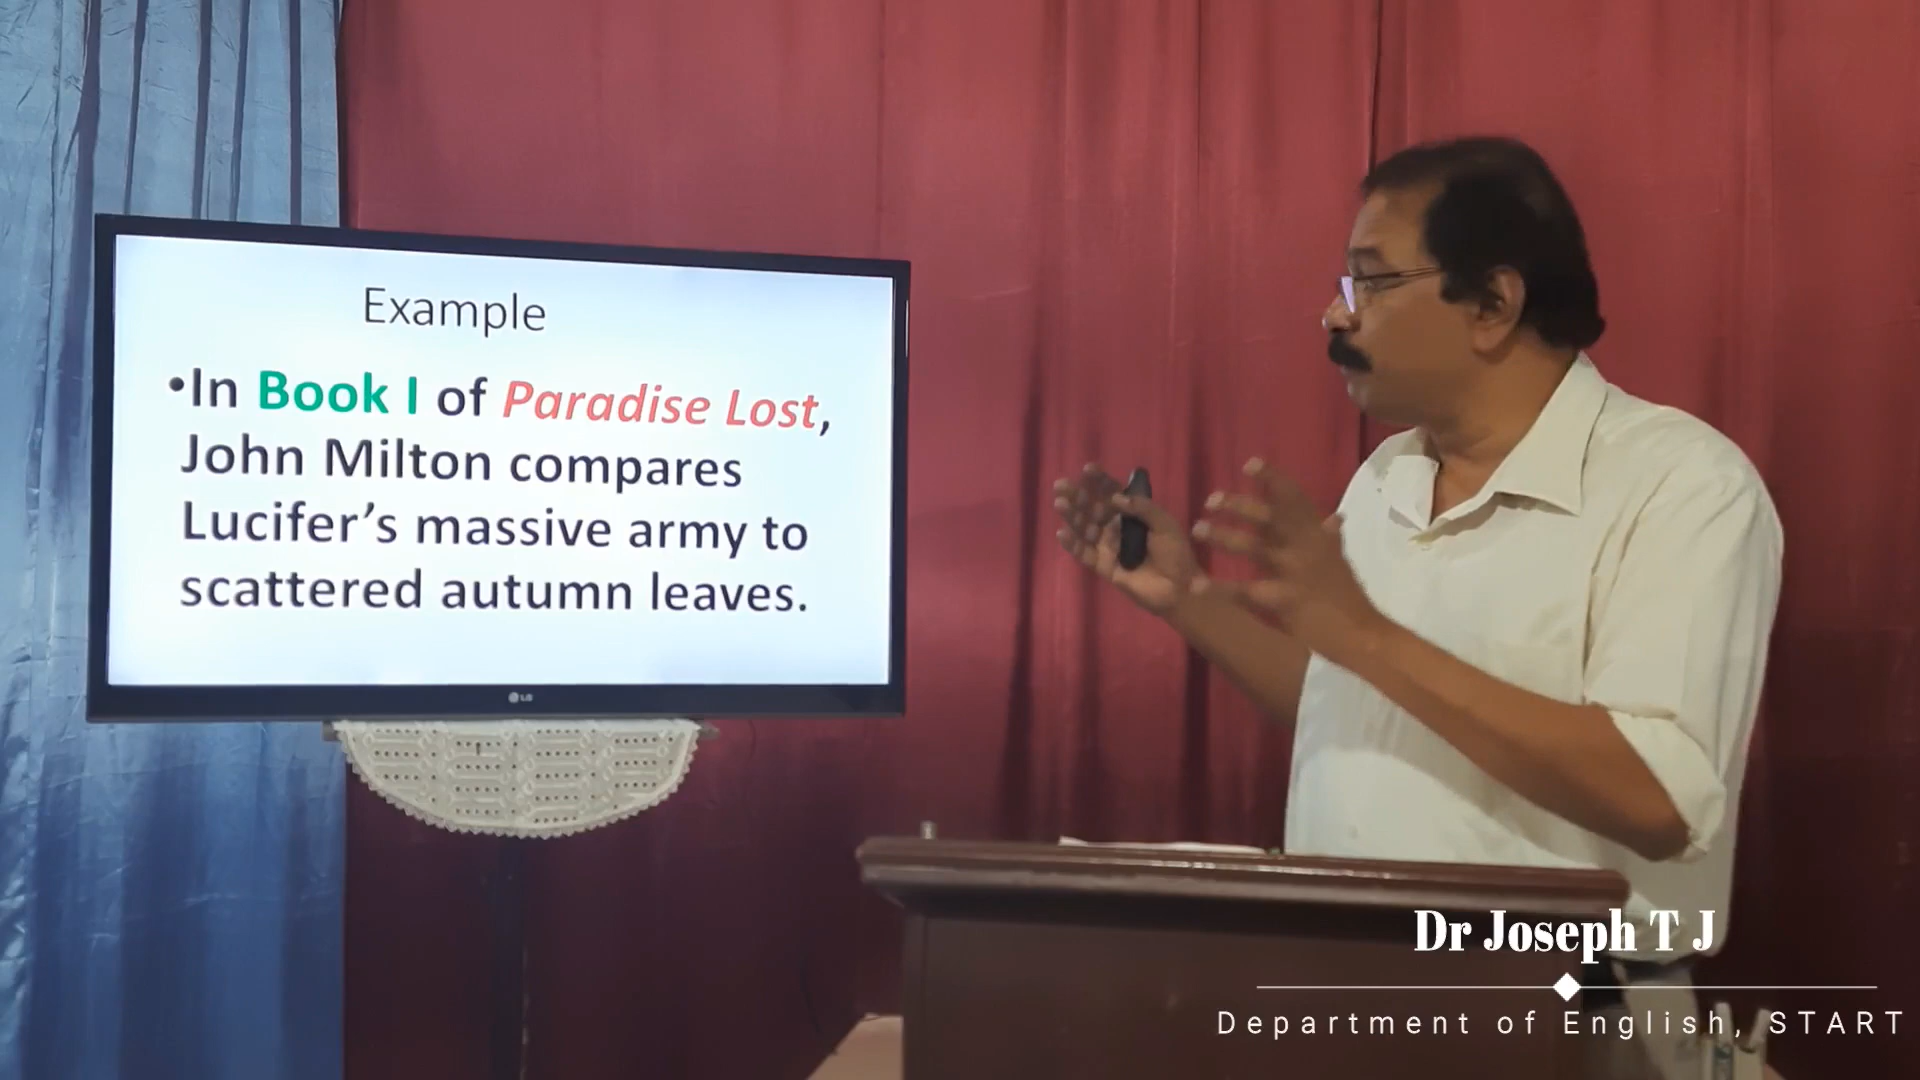 Example
•In Book I of Paradise Lost,
John Milton compares
Lucifer’s massive army to
scattered autumn leaves.
LG
Dr Joseph T J
Department of English, START